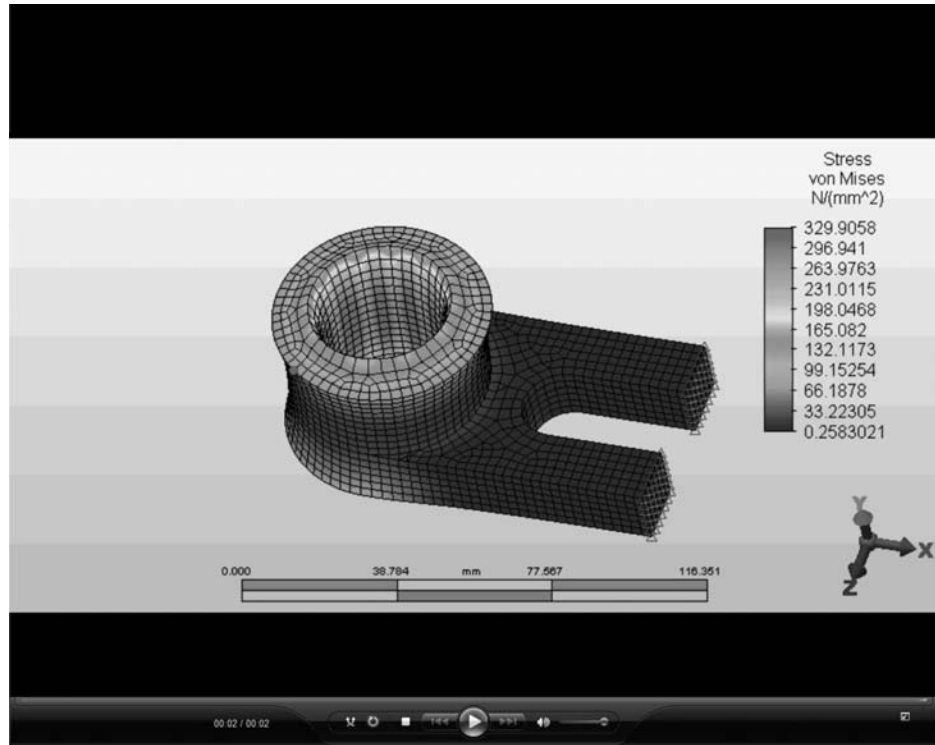 Stress
von Mises
N/(mm^2)
329.9058
296.941
263.9763
231.0115
198.0468
165.082
132.1173
99.15254
66.1878
33.22305
0.2583021
Y
X
Z
0.000 38.784 mm 77.567 116.351
00:02 / 00:02